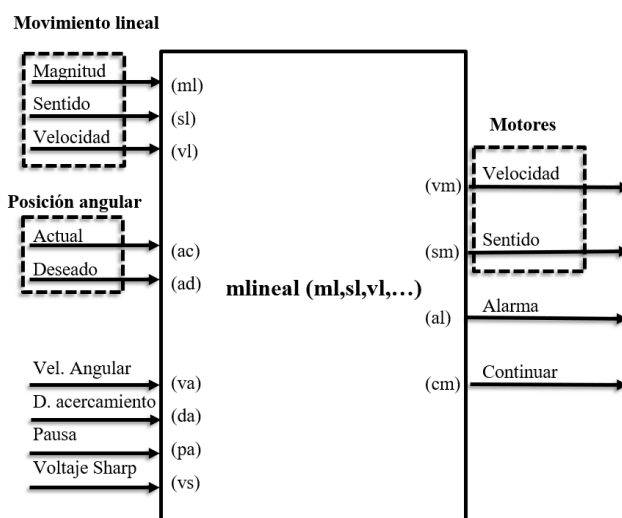 Movimiento lineal
Magnitud
(ml)
Sentido
(sl)
Velocidad
(vl)
Posición angular
Actual
(ac)
Deseado
(ad)
Vel. Angular
(va)
D. acercamiento
(da)
Pausa
(pa)
Voltaje Sharp
(vs)
mlineal (ml,sl,vl,…)
Motores
(vm)
Velocidad
(sm)
Sentido
(al)
Alarma
(cm)
Continuar